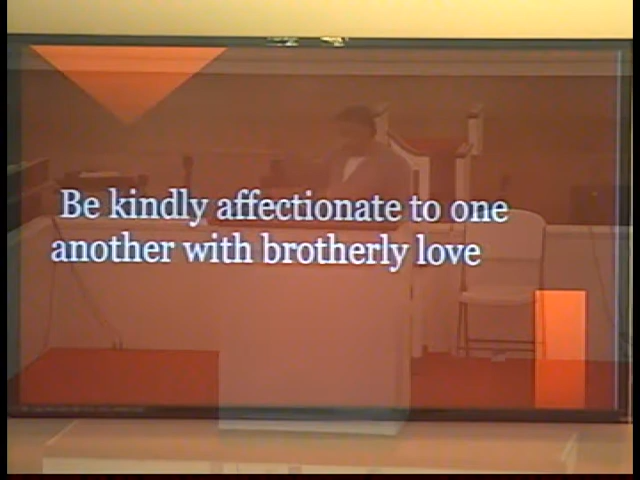 Be kindly affectionate to one
another with brotherly love